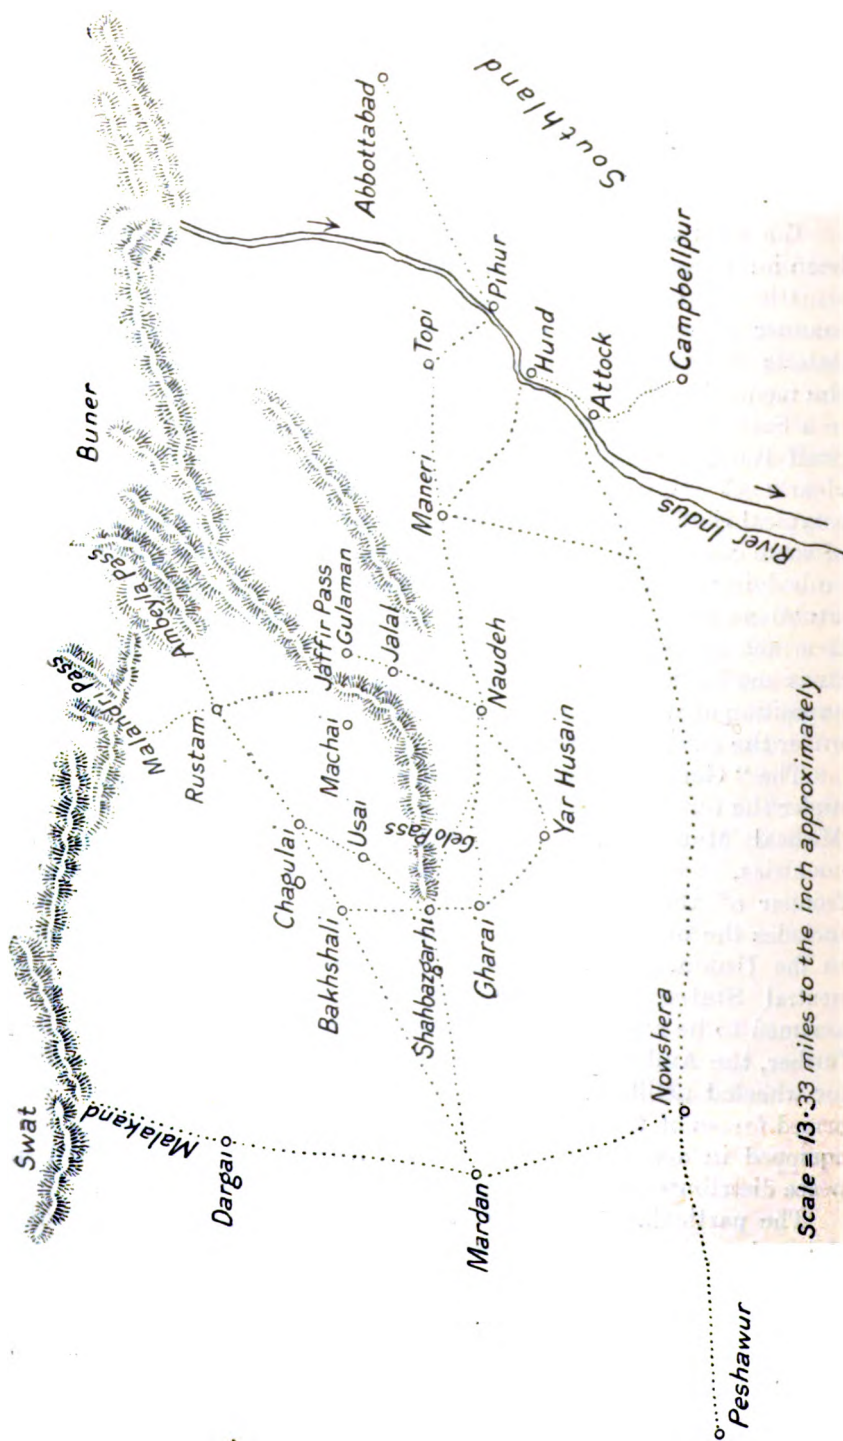 Swat
Buner
Malandri Pass
Ambeyla Pass
Malakand
Dargai
Rustam
Chagulai
Usai
Machai
Jaffir Pass
Gulaman
Jalal
Bakhshali
Shahbazgarhi
Gelo Pass
Gharai
Yar Husain
Naudeh
Maneri
Topi
Pihur
Abbottabad
Southland
Hund
Attock
Campbellpur
River Indus
Mardan
Nowshera
Peshawur
Scale = 13·33 miles to the inch approximately